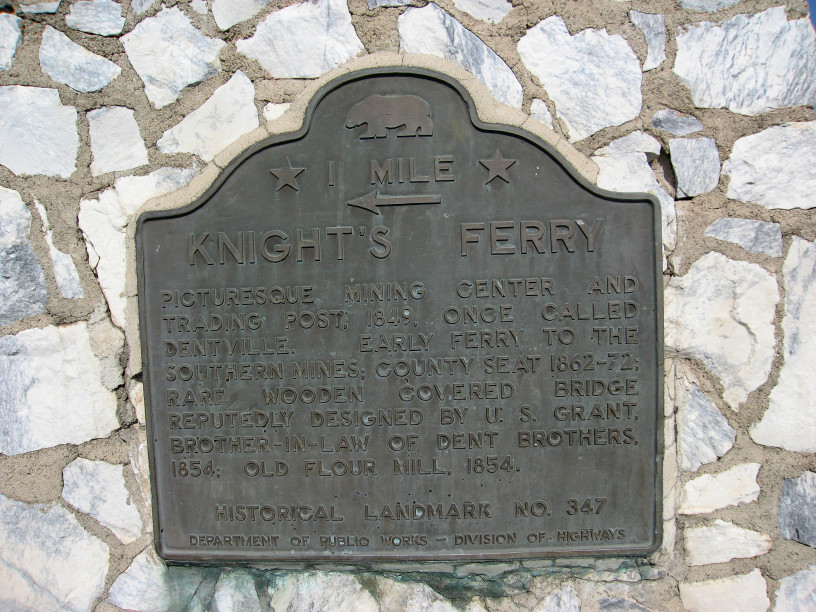 1 MILE
KNIGHT'S FERRY
PICTURESQUE MINING CENTER AND
TRADING POST, 1849, ONCE CALLED
DENTVILLE. EARLY FERRY TO THE
SOUTHERN MINES; COUNTY SEAT 1862-72;
RARE WOODEN COVERED BRIDGE
REPUTEDLY DESIGNED BY U. S. GRANT,
BROTHER-IN-LAW OF DENT BROTHERS,
1854; OLD FLOUR MILL, 1854.
HISTORICAL LANDMARK NO. 347
DEPARTMENT OF PUBLIC WORKS — DIVISION OF HIGHWAYS